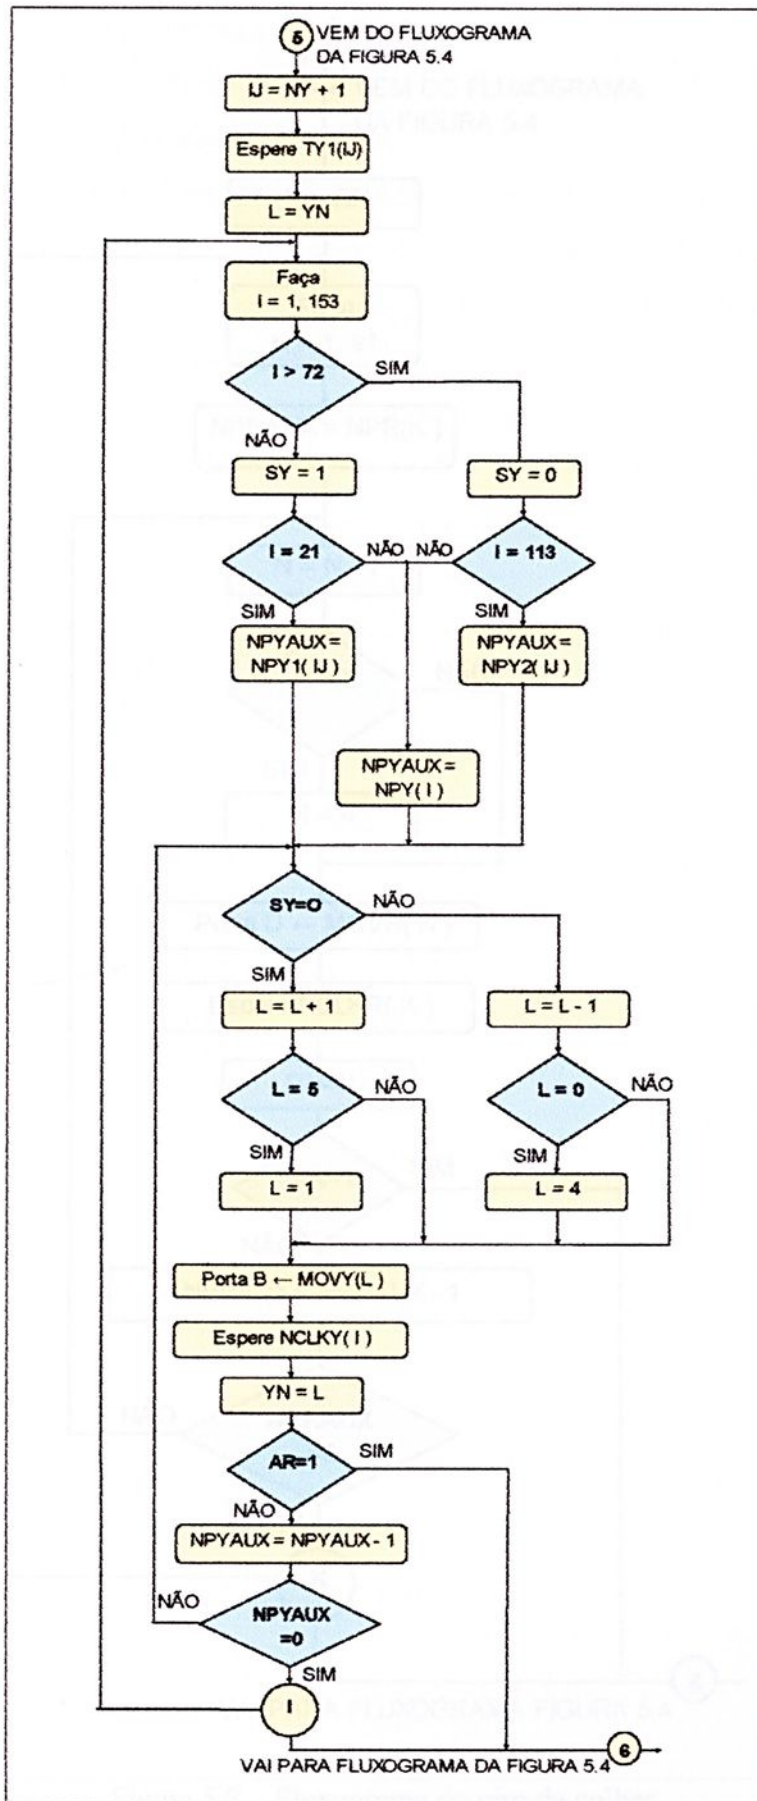 5 VEM DO FLUXOGRAMA
DA FIGURA 5.4
IJ = NY + 1
Espere TY1(IJ)
L = YN
Faça
I = 1, 153
I > 72
SIM
NÃO
SY = 1
SY = 0
I = 21
NÃO
NÃO
I = 113
SIM
SIM
NPYAUX =
NPY1( IJ )
NPYAUX =
NPY2( IJ )
NPYAUX =
NPY( I )
SY=O
NÃO
SIM
L = L + 1
L = L - 1
L = 5
NÃO
L = 0
NÃO
SIM
SIM
L = 1
L = 4
Porta B ← MOVY(L )
Espere NCLKY( I )
YN = L
AR=1
SIM
NÃO
NPYAUX = NPYAUX - 1
NÃO
NPYAUX
=0
SIM
I
6
VAI PARA FLUXOGRAMA DA FIGURA 5.4